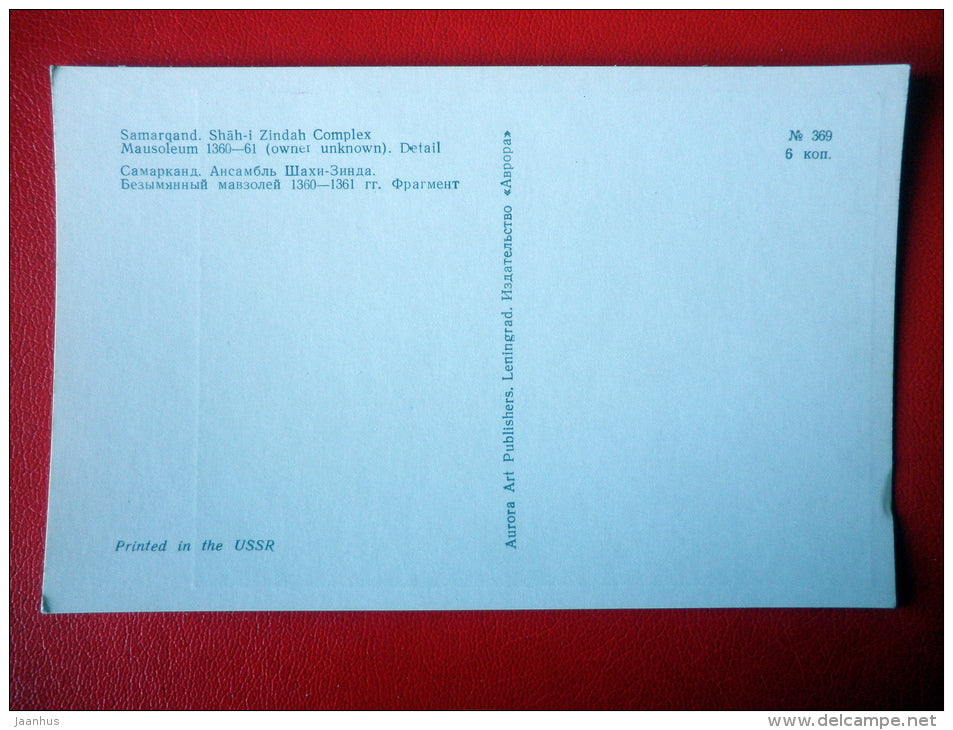 Samarqand. Shāh-i Zindah Complex
Mausoleum 1360—61 (owner unknown). Detail
Самарканд. Ансамбль Шахи-Зинда.
Безымянный мавзолей 1360—1361 гг. Фрагмент
№ 369
6 коп.
Aurora Art Publishers. Leningrad. Издательство «Аврора»
Printed in the USSR
jaanhus
www.delcampe.net